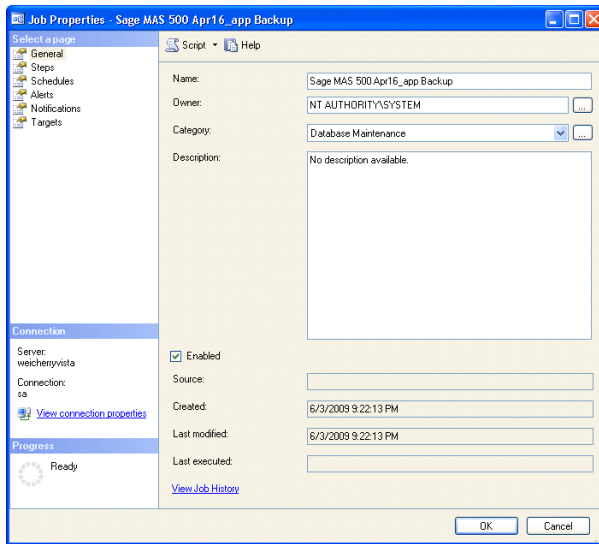 Job Properties - Sage MAS 500 Apr16_app Backup
Select a page
General
Steps
Schedules
Alerts
Notifications
Targets
Script
Help
Name:
Sage MAS 500 Apr16_app Backup
Owner:
NT AUTHORITY\SYSTEM
...
Category:
Database Maintenance
...
Description:
No description available.
Connection
Server:
weicherryvista
Connection:
sa
View connection properties
Progress
Ready
Enabled
Source:
Created:
6/3/2009 9:22:13 PM
Last modified:
6/3/2009 9:22:13 PM
Last executed:
View Job History
OK
Cancel